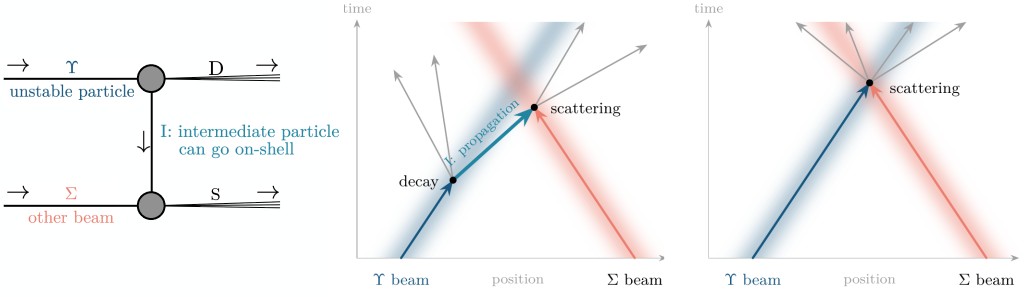 ϒ
D
unstable particle
I: intermediate particle
can go on-shell
Σ
S
other beam
time
scattering
I: propagation
decay
ϒ beam
position
Σ beam
time
scattering
ϒ beam
position
Σ beam